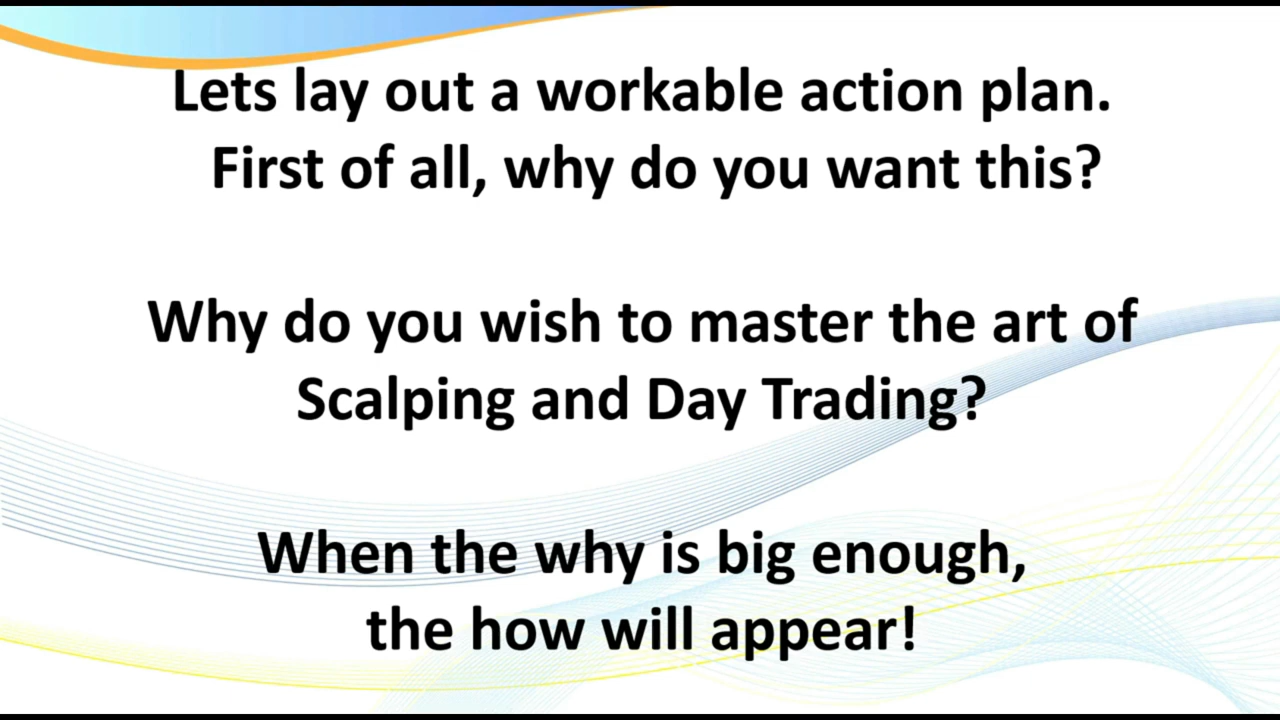 Lets lay out a workable action plan.
First of all, why do you want this?
Why do you wish to master the art of
Scalping and Day Trading?
When the why is big enough,
the how will appear!